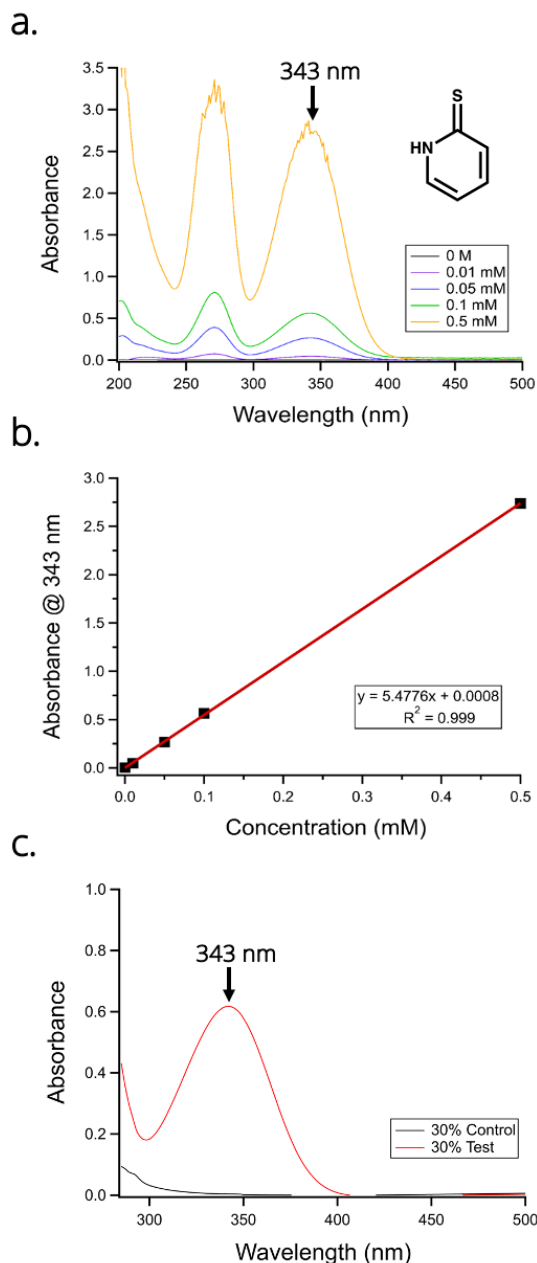 a.
343 nm
3.5
3.0
2.5
2.0
1.5
1.0
0.5
0.0
Absorbance
S
HN
0 M
0.01 mM
0.05 mM
0.1 mM
0.5 mM
200
250
300
350
400
450
500
Wavelength (nm)
b.
3.0
2.5
2.0
1.5
1.0
0.5
0.0
Absorbance @ 343 nm
y = 5.4776x + 0.0008
R² = 0.999
0.0
0.1
0.2
0.3
0.4
0.5
Concentration (mM)
c.
1.0
0.8
0.6
0.4
0.2
0.0
Absorbance
343 nm
30% Control
30% Test
300
350
400
450
500
Wavelength (nm)